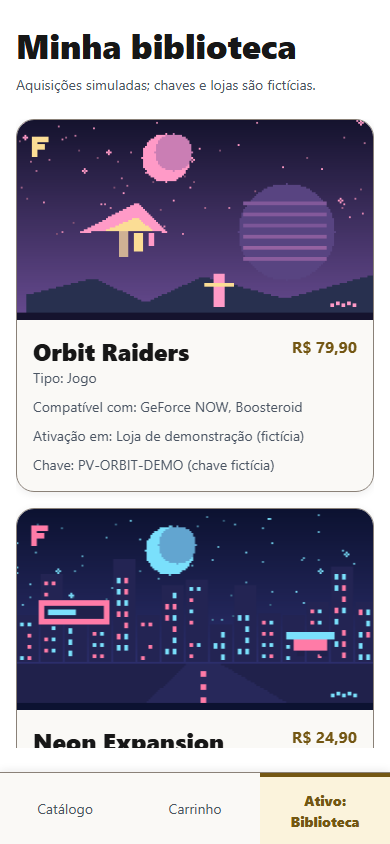 Minha biblioteca
Aquisições simuladas; chaves e lojas são fictícias.
F
Orbit Raiders
R$ 79,90
Tipo: Jogo
Compatível com: GeForce NOW, Boosteroid
Ativação em: Loja de demonstração (fictícia)
Chave: PV-ORBIT-DEMO (chave fictícia)
F
Neon Expansion
R$ 24,90
Catálogo
Carrinho
Ativo:
Biblioteca